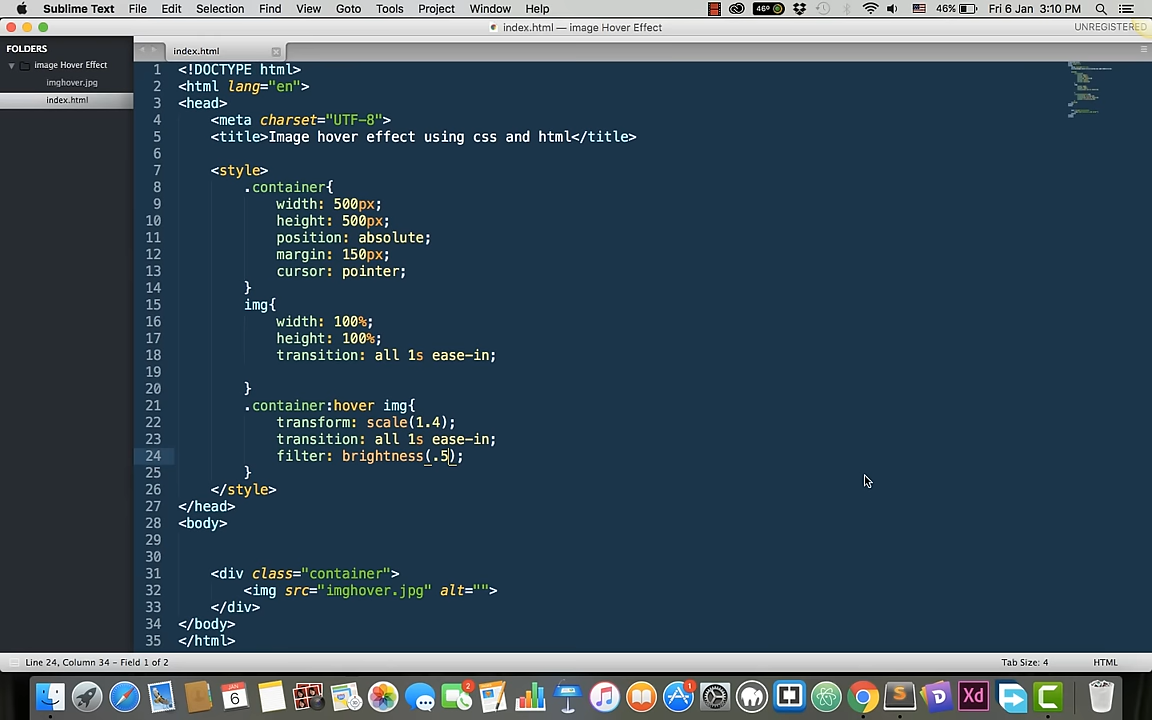 Sublime Text File Edit Selection Find View Goto Tools Project Window Help 46° 46% Fri 6 Jan 3:10 PM
index.html — image Hover Effect UNREGISTERED
FOLDERS
image Hover Effect
imghover.jpg
index.html
index.html
1 <!DOCTYPE html>
2 <html lang="en">
3 <head>
4 <meta charset="UTF-8">
5 <title>Image hover effect using css and html</title>
6
7 <style>
8 .container{
9 width: 500px;
10 height: 500px;
11 position: absolute;
12 margin: 150px;
13 cursor: pointer;
14 }
15 img{
16 width: 100%;
17 height: 100%;
18 transition: all 1s ease-in;
19
20 }
21 .container:hover img{
22 transform: scale(1.4);
23 transition: all 1s ease-in;
24 filter: brightness(.5);
25 }
26 </style>
27 </head>
28 <body>
29
30
31 <div class="container">
32 <img src="imghover.jpg" alt="">
33 </div>
34 </body>
35 </html>
Line 24, Column 34 - Field 1 of 2 Tab Size: 4 HTML
JAN 6 2 1 S D Xd C